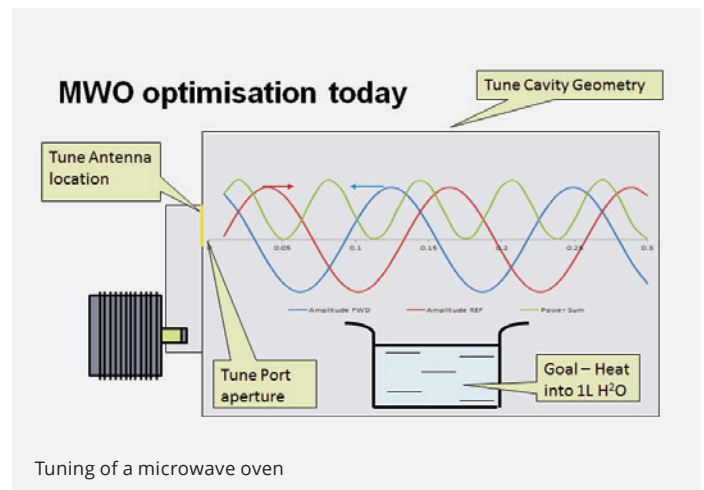 MWO optimisation today
Tune Cavity Geometry
Tune Antenna
location
0.05
0.1
0.15
0.2
0.25
0.3
Amplitude FWD
Amplitude REF
Power Sum
Tune Port
aperture
Goal – Heat
into 1L H²O
Tuning of a microwave oven